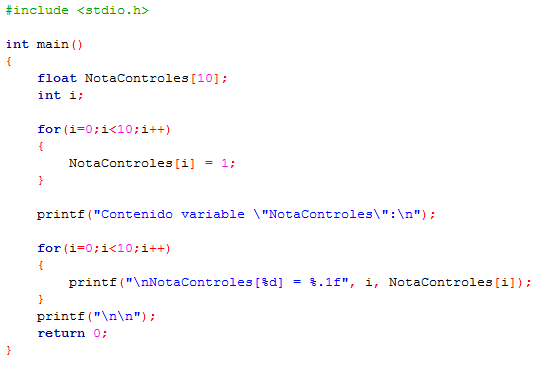 #include <stdio.h>
int main()
{
float NotaControles[10];
int i;
for(i=0;i<10;i++)
{
NotaControles[i] = 1;
}
printf("Contenido variable \"NotaControles\":\n");
for(i=0;i<10;i++)
{
printf("\nNotaControles[%d] = %.1f", i, NotaControles[i]);
}
printf("\n\n");
return 0;
}